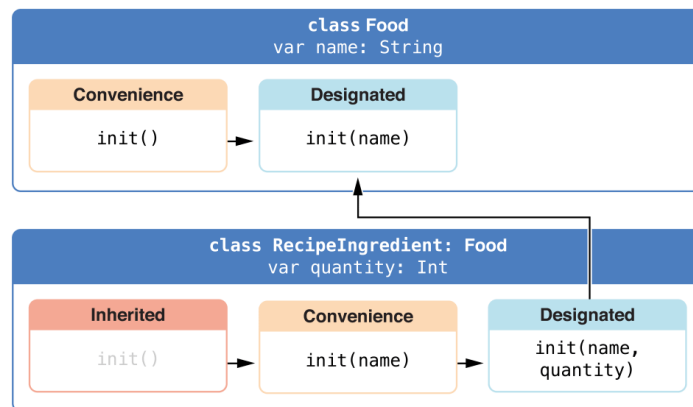 class Food
var name: String
Convenience
Designated
init()
init(name)
class RecipeIngredient: Food
var quantity: Int
Inherited
Convenience
Designated
init()
init(name)
init(name,
quantity)